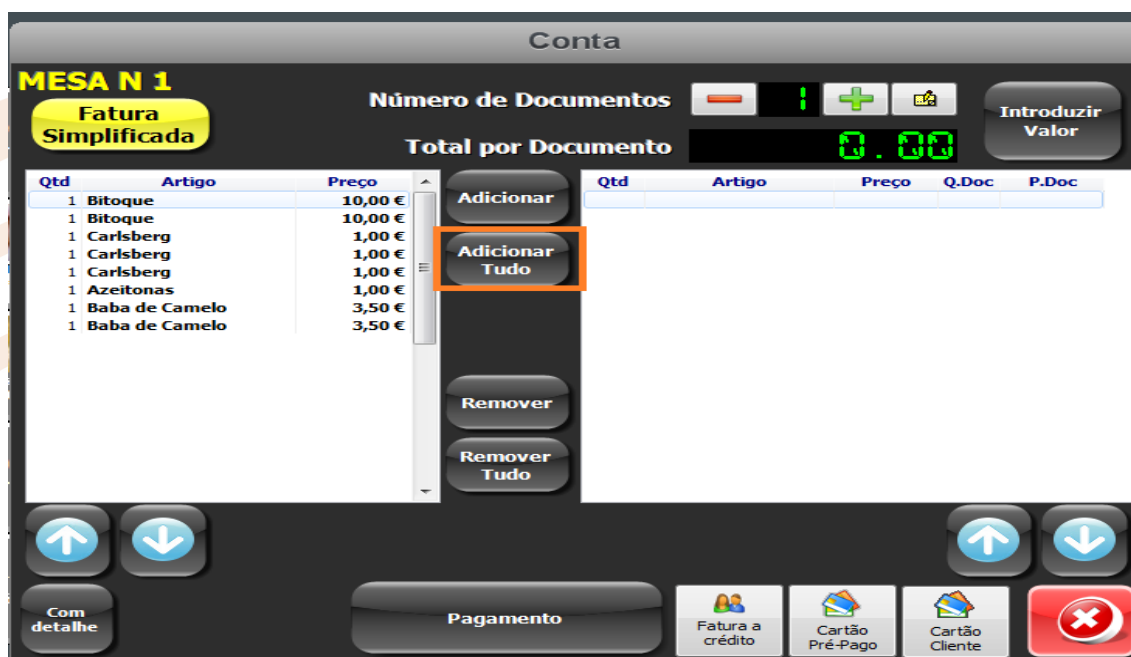 Conta
MESA N 1
Fatura
Simplificada
Número de Documentos
1
Total por Documento
0.00
Introduzir
Valor
Qtd Artigo Preço
1 Bitoque 10,00 €
1 Bitoque 10,00 €
1 Carlsberg 1,00 €
1 Carlsberg 1,00 €
1 Carlsberg 1,00 €
1 Azeitonas 1,00 €
1 Baba de Camelo 3,50 €
1 Baba de Camelo 3,50 €
Adicionar
Adicionar
Tudo
Remover
Remover
Tudo
Qtd Artigo Preço Q.Doc P.Doc
Com
detalhe
Pagamento
Fatura a
crédito
Cartão
Pré-Pago
Cartão
Cliente